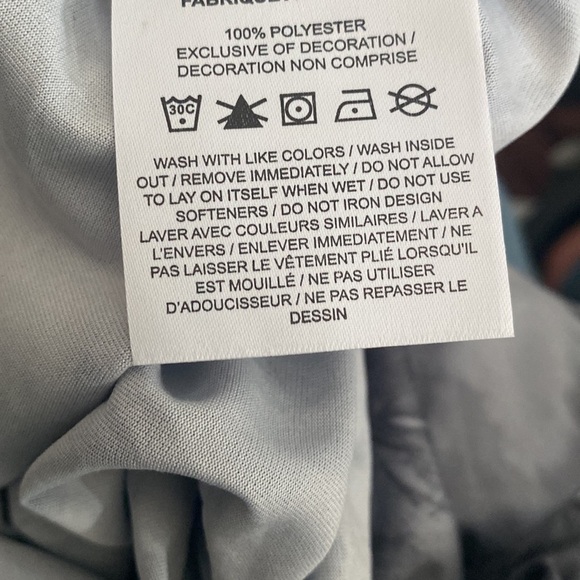 100% POLYESTER
EXCLUSIVE OF DECORATION /
DECORATION NON COMPRISE
30C
WASH WITH LIKE COLORS / WASH INSIDE
OUT / REMOVE IMMEDIATELY / DO NOT ALLOW
TO LAY ON ITSELF WHEN WET / DO NOT USE
SOFTENERS / DO NOT IRON DESIGN
LAVER AVEC COULEURS SIMILAIRES / LAVER A
L'ENVERS / ENLEVER IMMEDIATEMENT / NE
PAS LAISSER LE VÊTEMENT PLIÉ LORSQU'IL
EST MOUILLÉ / NE PAS UTILISER
D'ADOUCISSEUR / NE PAS REPASSER LE
DESSIN